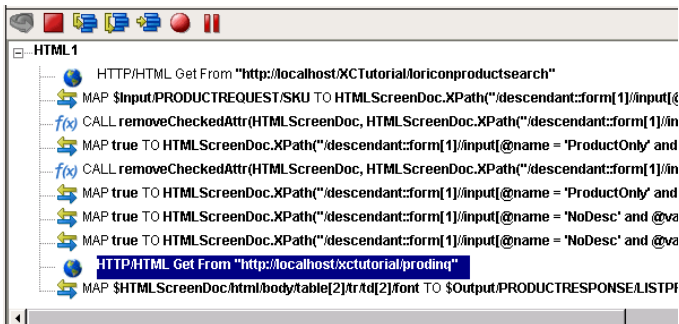 HTML1
HTTP/HTML Get From "http://localhost/XCTutorial/loriconproductsearch"
MAP $Input/PRODUCTREQUEST/SKU TO HTMLScreenDoc.XPath("/descendant::form[1]//input[@
f(x) CALL removeCheckedAttr(HTMLScreenDoc, HTMLScreenDoc.XPath("/descendant::form[1]//in
MAP true TO HTMLScreenDoc.XPath("/descendant::form[1]//input[@name = 'ProductOnly' and
f(x) CALL removeCheckedAttr(HTMLScreenDoc, HTMLScreenDoc.XPath("/descendant::form[1]//in
MAP true TO HTMLScreenDoc.XPath("/descendant::form[1]//input[@name = 'ProductOnly' and
MAP true TO HTMLScreenDoc.XPath("/descendant::form[1]//input[@name = 'NoDesc' and @va
MAP true TO HTMLScreenDoc.XPath("/descendant::form[1]//input[@name = 'NoDesc' and @va
HTTP/HTML Get From "http://localhost/xctutorial/prodinq"
MAP $HTMLScreenDoc/html/body/table[2]/tr/td[2]/font TO $Output/PRODUCTRESPONSE/LISTPR